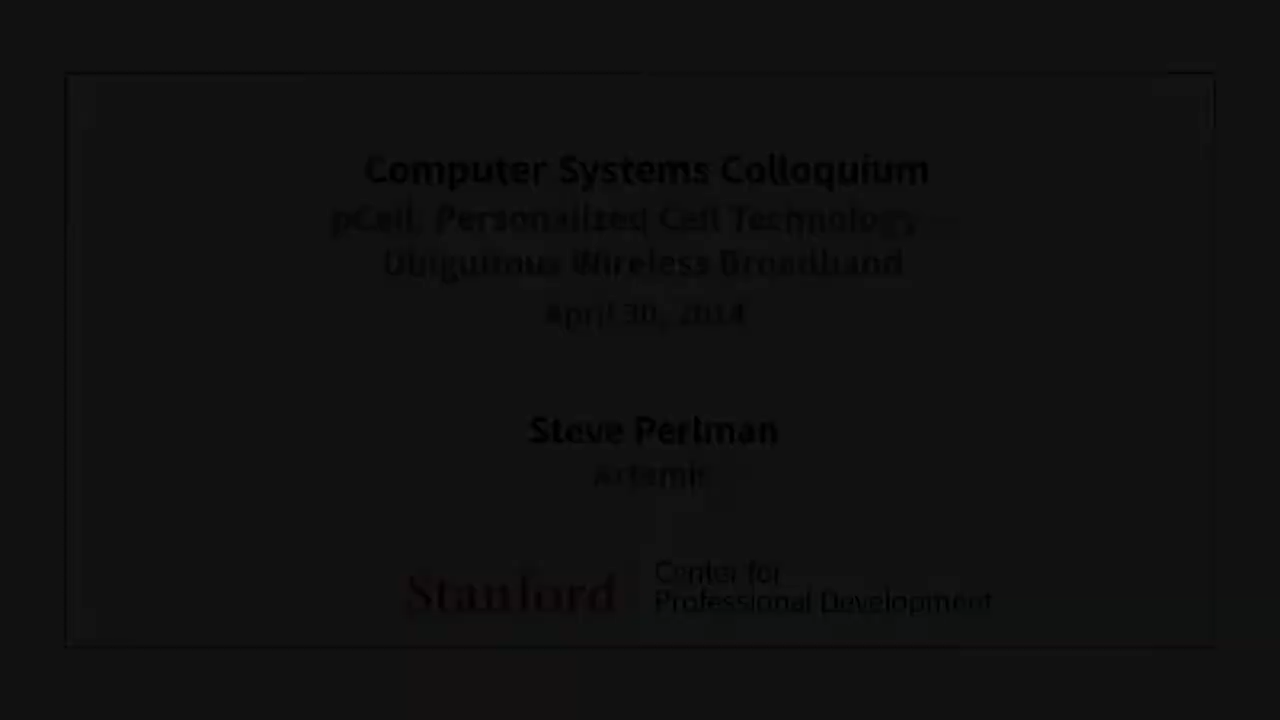 Computer Systems Colloquium
pCell: Personalized Cell Technology
Ubiquitous Wireless Broadband
April 30, 2014
Steve Perlman
Artemis
Stanford
Center for
Professional Development